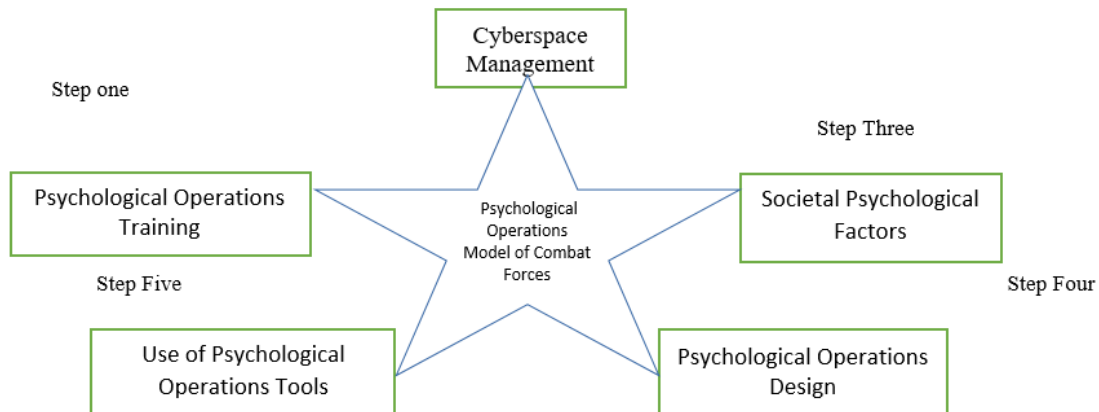 Cyberspace
Management
Step one
Step Three
Psychological Operations
Training
Societal Psychological
Factors
Psychological
Operations
Model of Combat
Forces
Step Five
Step Four
Use of Psychological
Operations Tools
Psychological Operations
Design